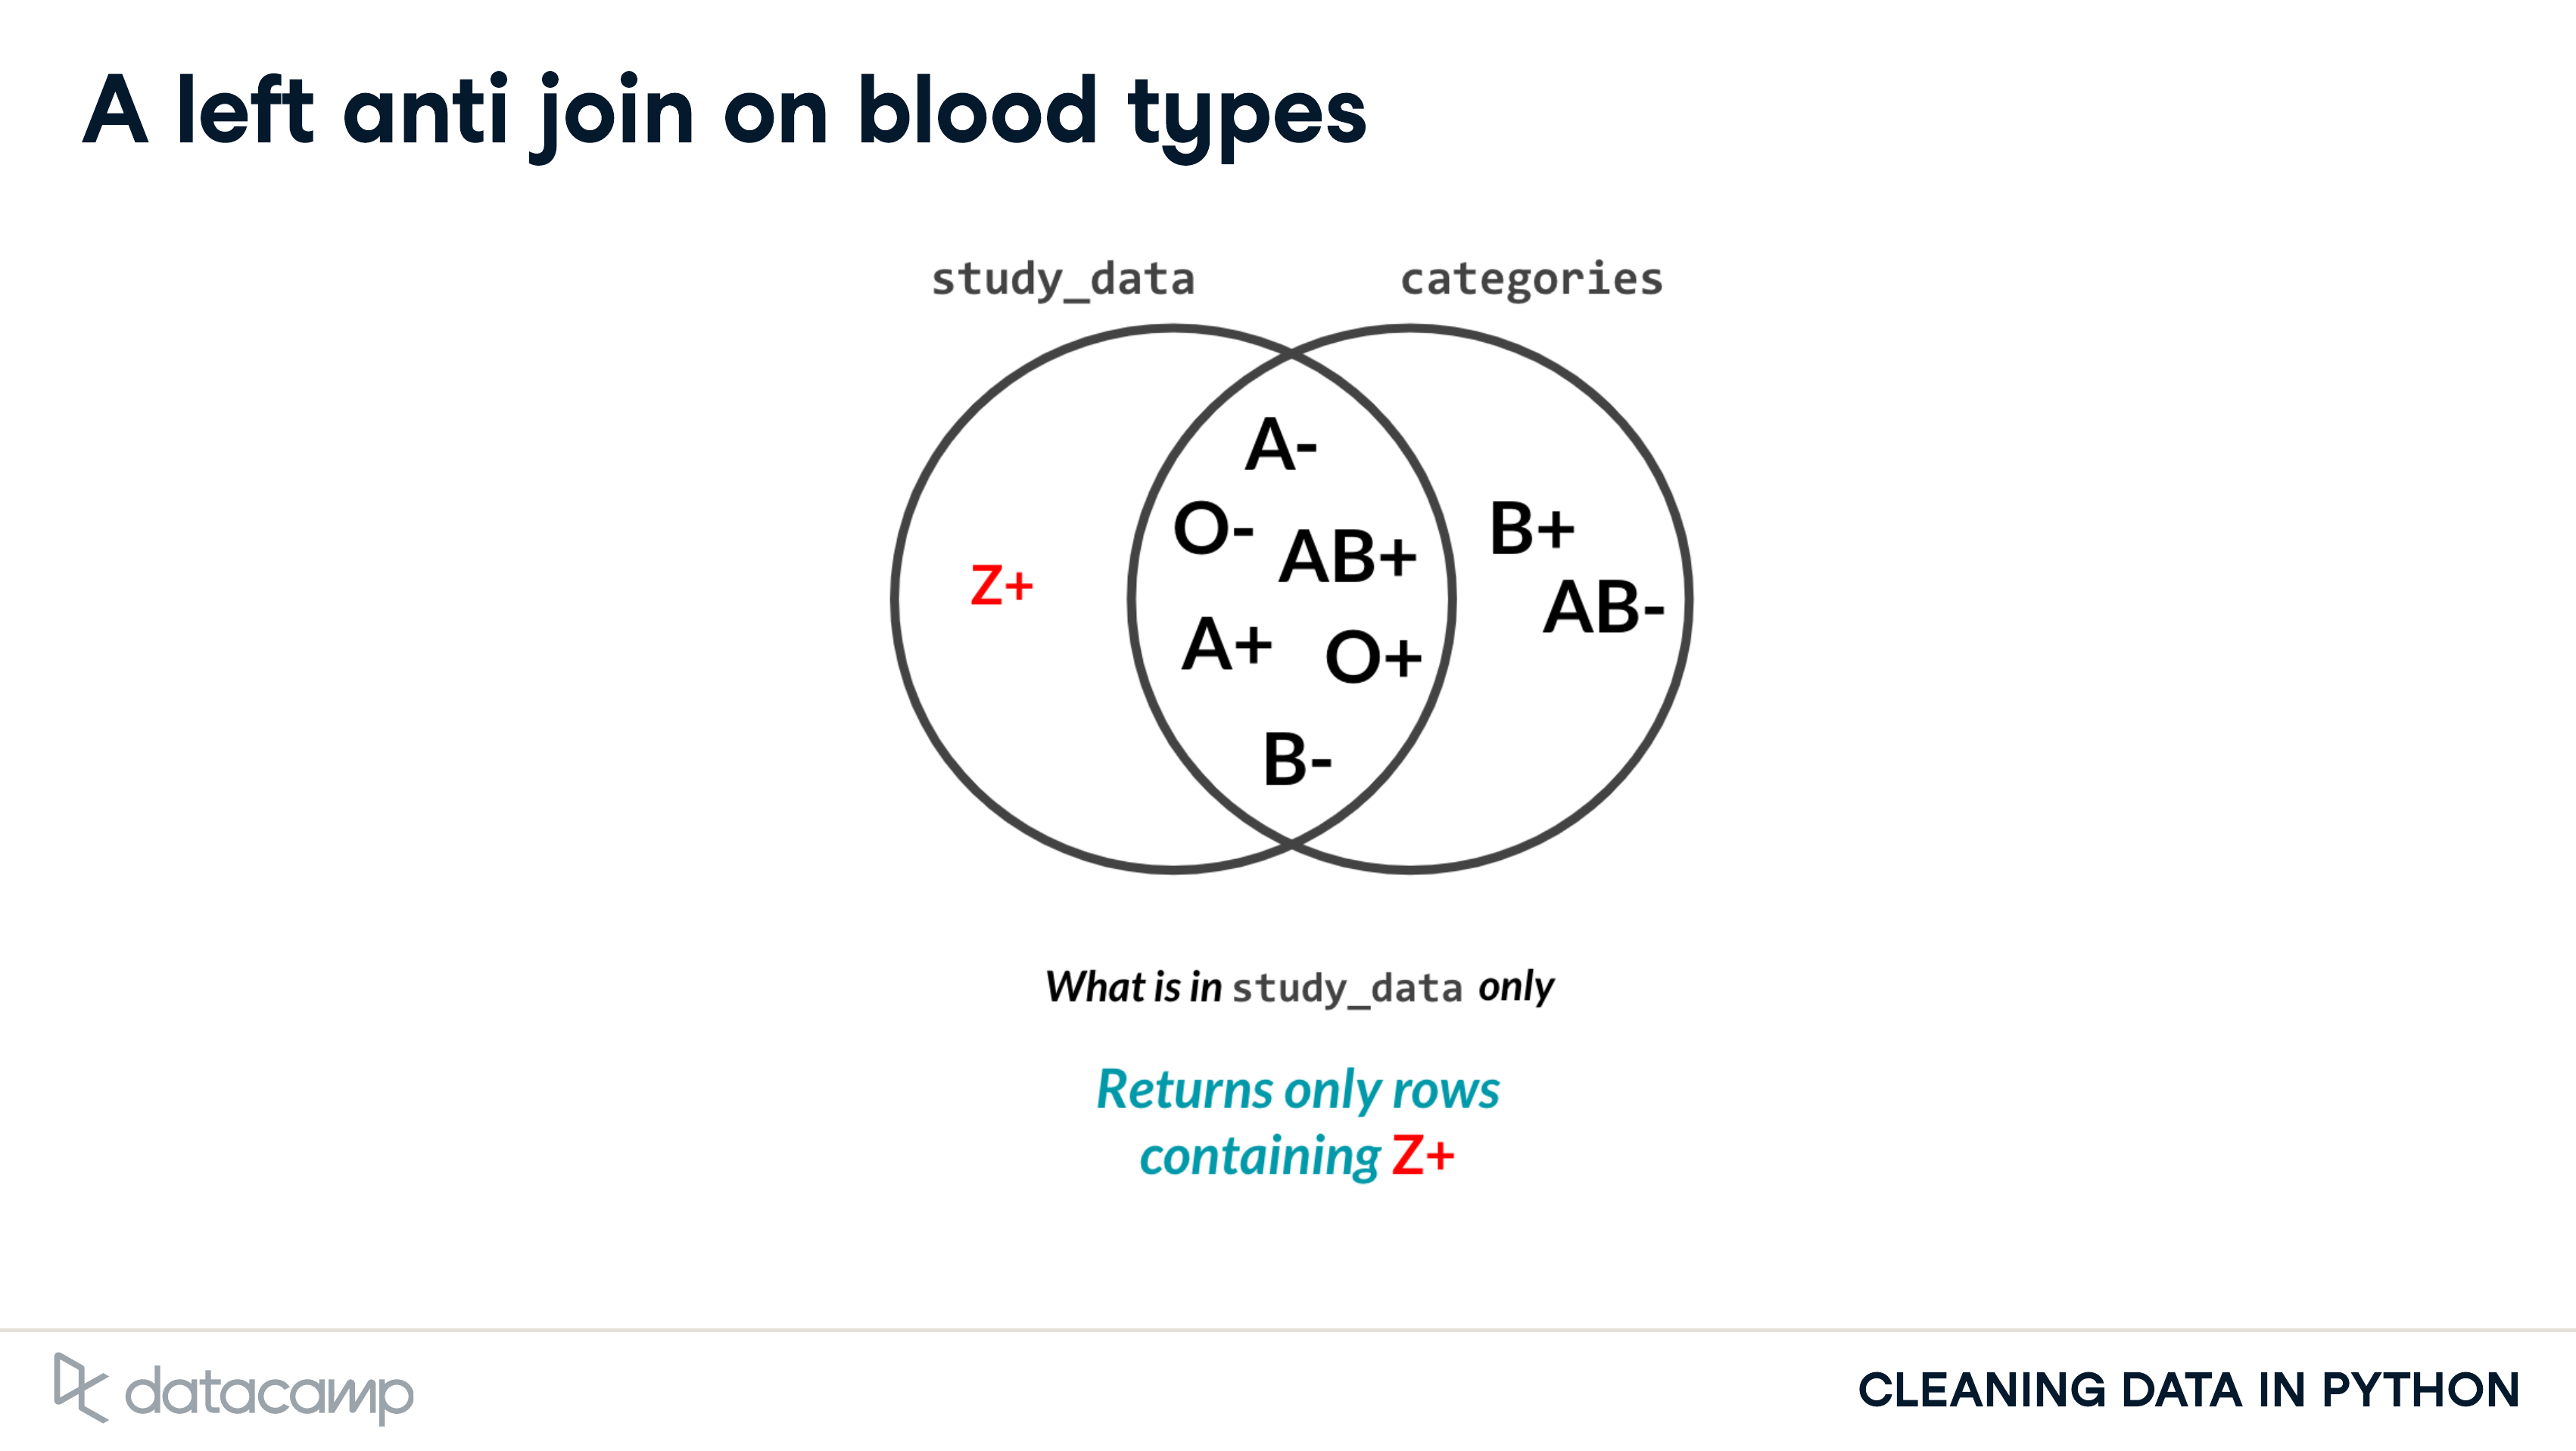 A left anti join on blood types
study_data categories
A-
O- AB+ B+
Z+ AB-
A+ O+
B-
What is in study_data only
Returns only rows
containing Z+
datacamp CLEANING DATA IN PYTHON